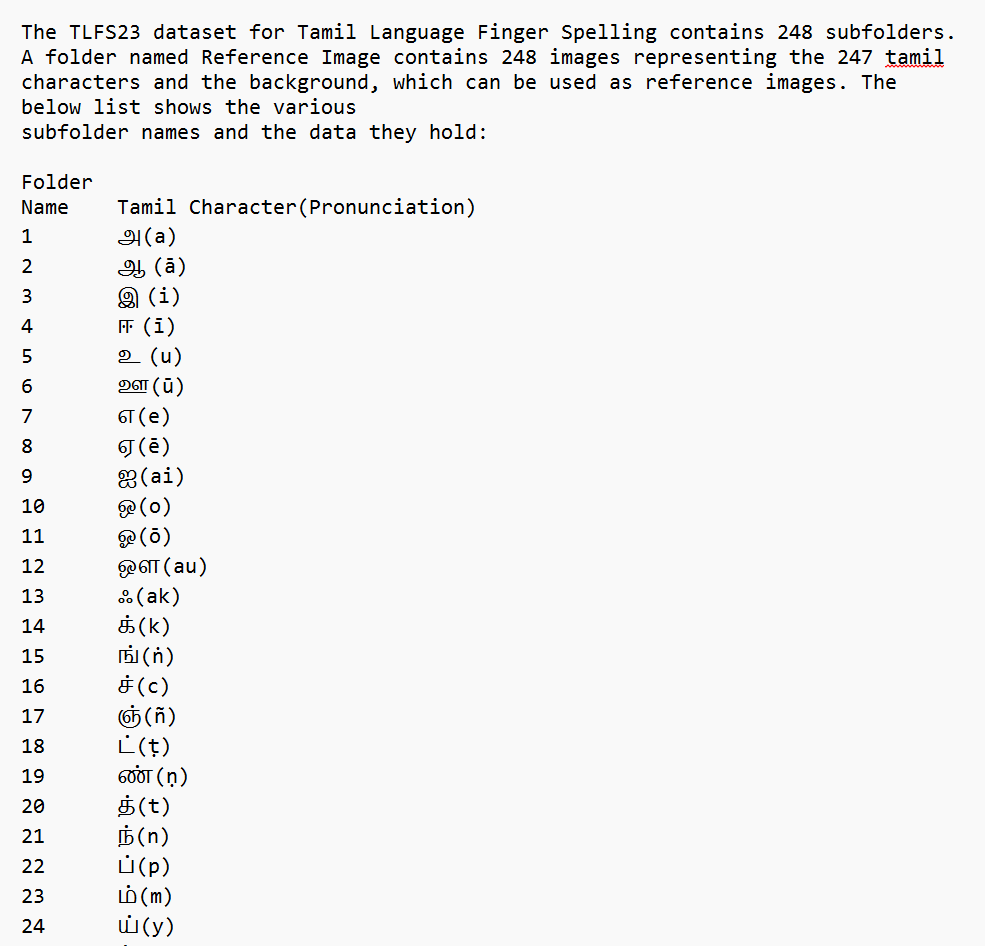 The TLFS23 dataset for Tamil Language Finger Spelling contains 248 subfolders.
A folder named Reference Image contains 248 images representing the 247 tamil
characters and the background, which can be used as reference images. The
below list shows the various
subfolder names and the data they hold:
Folder
Name Tamil Character(Pronunciation)
1 அ(a)
2 ஆ (ā)
3 இ (i)
4 ஈ (ī)
5 உ (u)
6 ஊ(ū)
7 எ(e)
8 ஏ(ē)
9 ஐ(ai)
10 ஒ(o)
11 ஓ(ō)
12 ஔ(au)
13 ஃ(ak)
14 க்(k)
15 ங்(ṅ)
16 ச்(c)
17 ஞ்(ñ)
18 ட்(ṭ)
19 ண்(ṇ)
20 த்(t)
21 ந்(n)
22 ப்(p)
23 ம்(m)
24 ய்(y)